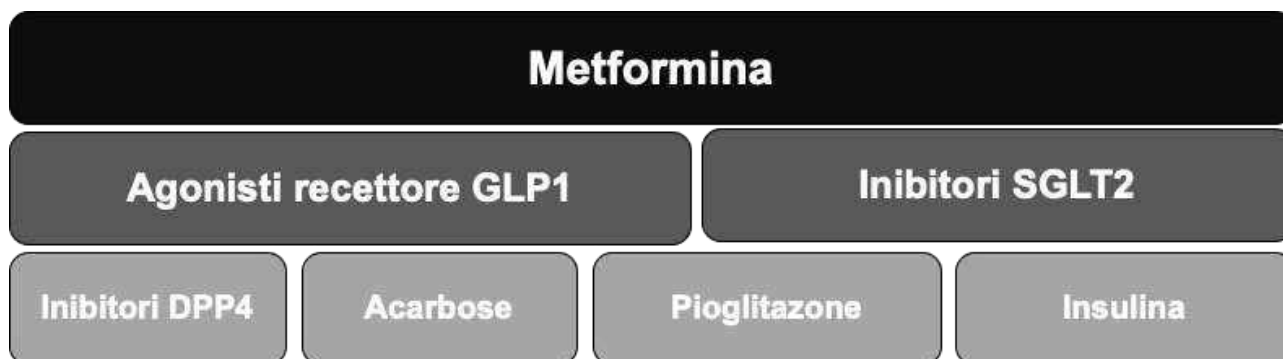 Metformina
Agonisti recettore GLP1
Inibitori SGLT2
Inibitori DPP4
Acarbose
Pioglitazone
Insulina